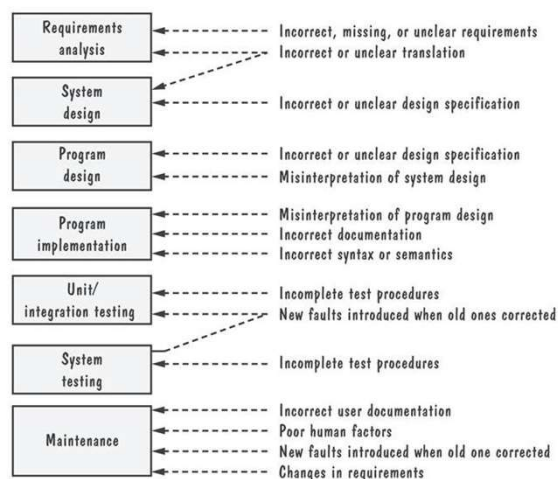 Requirements
analysis
Incorrect, missing, or unclear requirements
Incorrect or unclear translation
System
design
Incorrect or unclear design specification
Program
design
Incorrect or unclear design specification
Misinterpretation of system design
Program
implementation
Misinterpretation of program design
Incorrect documentation
Incorrect syntax or semantics
Unit/
integration testing
Incomplete test procedures
New faults introduced when old ones corrected
System
testing
Incomplete test procedures
Maintenance
Incorrect user documentation
Poor human factors
New faults introduced when old one corrected
Changes in requirements